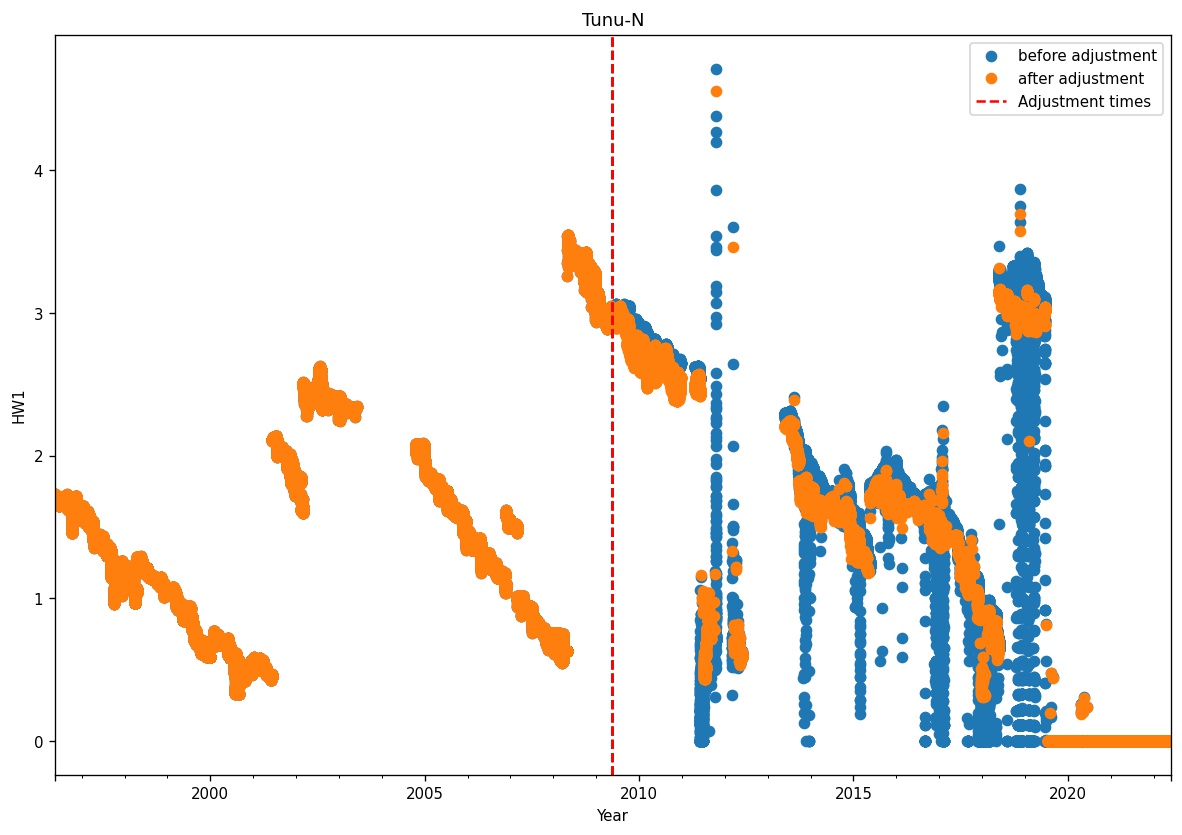 Tunu-N
before adjustment
after adjustment
Adjustment times
HW1
4
3
2
1
0
2000
2005
2010
2015
2020
Year